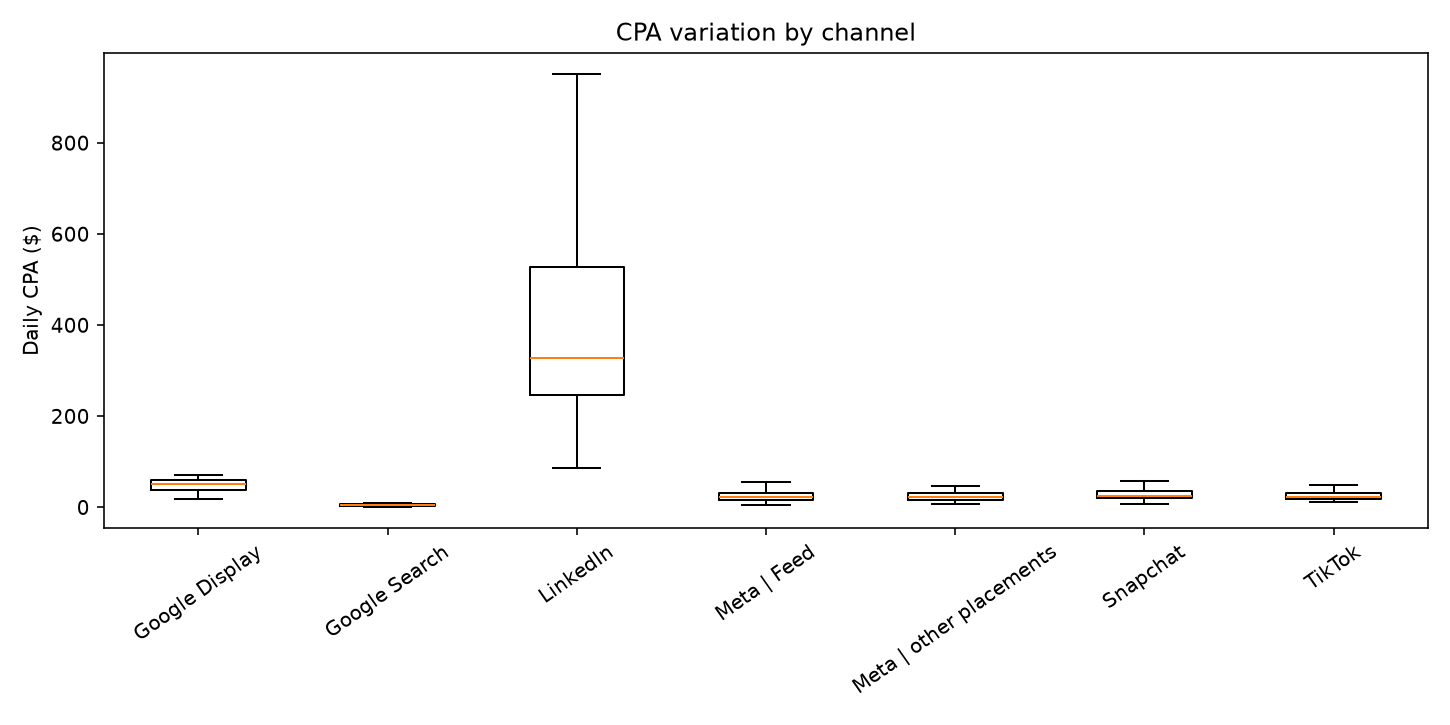 CPA variation by channel
Daily CPA ($)
800
600
400
200
0
Google Display
Google Search
LinkedIn
Meta | Feed
Meta | other placements
Snapchat
TikTok